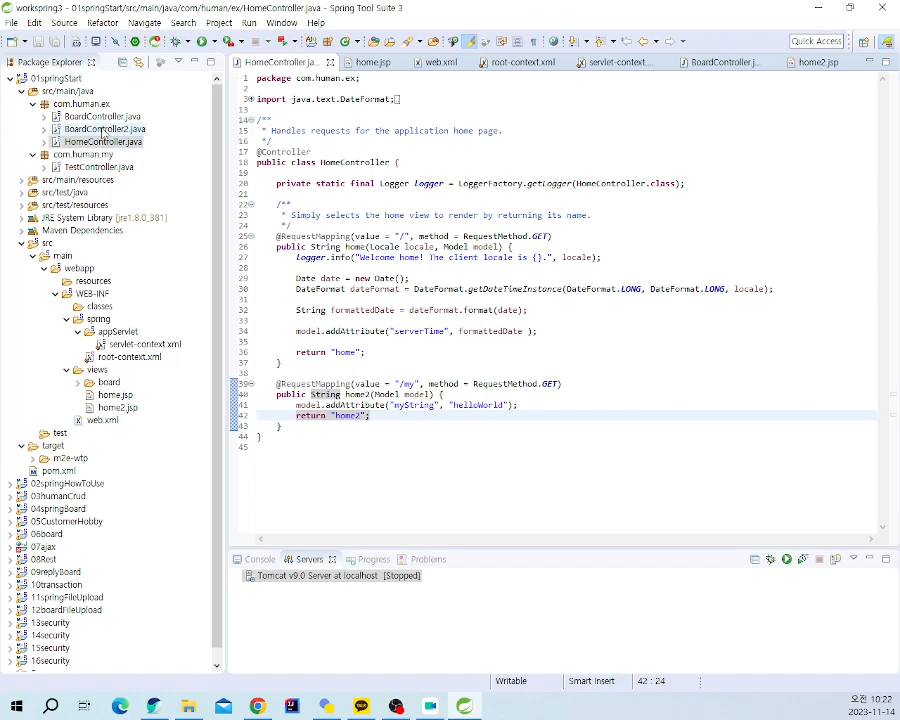 workspring3 - 01springStart/src/main/java/com/human/ex/HomeController.java - Spring Tool Suite 3
File Edit Source Refactor Navigate Search Project Run Window Help
Quick Access
Package Explorer
01springStart
src/main/java
com.human.ex
BoardController.java
BoardController2.java
HomeController.java
com.human.my
TestController.java
src/main/resources
src/test/java
src/test/resources
JRE System Library [jre1.8.0_381]
Maven Dependencies
src
main
webapp
resources
WEB-INF
classes
spring
appServlet
servlet-context.xml
root-context.xml
views
board
home.jsp
home2.jsp
web.xml
test
target
m2e-wtp
pom.xml
02springHowToUse
03humanCrud
04springBoard
05CustomerHobby
06board
07ajax
08Rest
09replyBoard
10transaction
11springFileUpload
12boardFileUpload
13security
14security
15security
16security
HomeController.ja... home.jsp web.xml root-context.xml servlet-context.... BoardController.j... home2.jsp
1 package com.human.ex;
2
3 import java.text.DateFormat;
13
14 /**
15 * Handles requests for the application home page.
16 */
17 @Controller
18 public class HomeController {
19
20 private static final Logger logger = LoggerFactory.getLogger(HomeController.class);
21
22 /**
23 * Simply selects the home view to render by returning its name.
24 */
25 @RequestMapping(value = "/", method = RequestMethod.GET)
26 public String home(Locale locale, Model model) {
27 logger.info("Welcome home! The client locale is {}.", locale);
28
29 Date date = new Date();
30 DateFormat dateFormat = DateFormat.getDateTimeInstance(DateFormat.LONG, DateFormat.LONG, locale);
31
32 String formattedDate = dateFormat.format(date);
33
34 model.addAttribute("serverTime", formattedDate );
35
36 return "home";
37 }
38
39 @RequestMapping(value = "/my", method = RequestMethod.GET)
40 public String home2(Model model) {
41 model.addAttribute("myString", "helloWorld");
42 return "home2";
43 }
44 }
45
Console Servers Progress Problems
Tomcat v9.0 Server at localhost [Stopped]
Writable Smart Insert 42 : 24
오전 10:22
2023-11-14